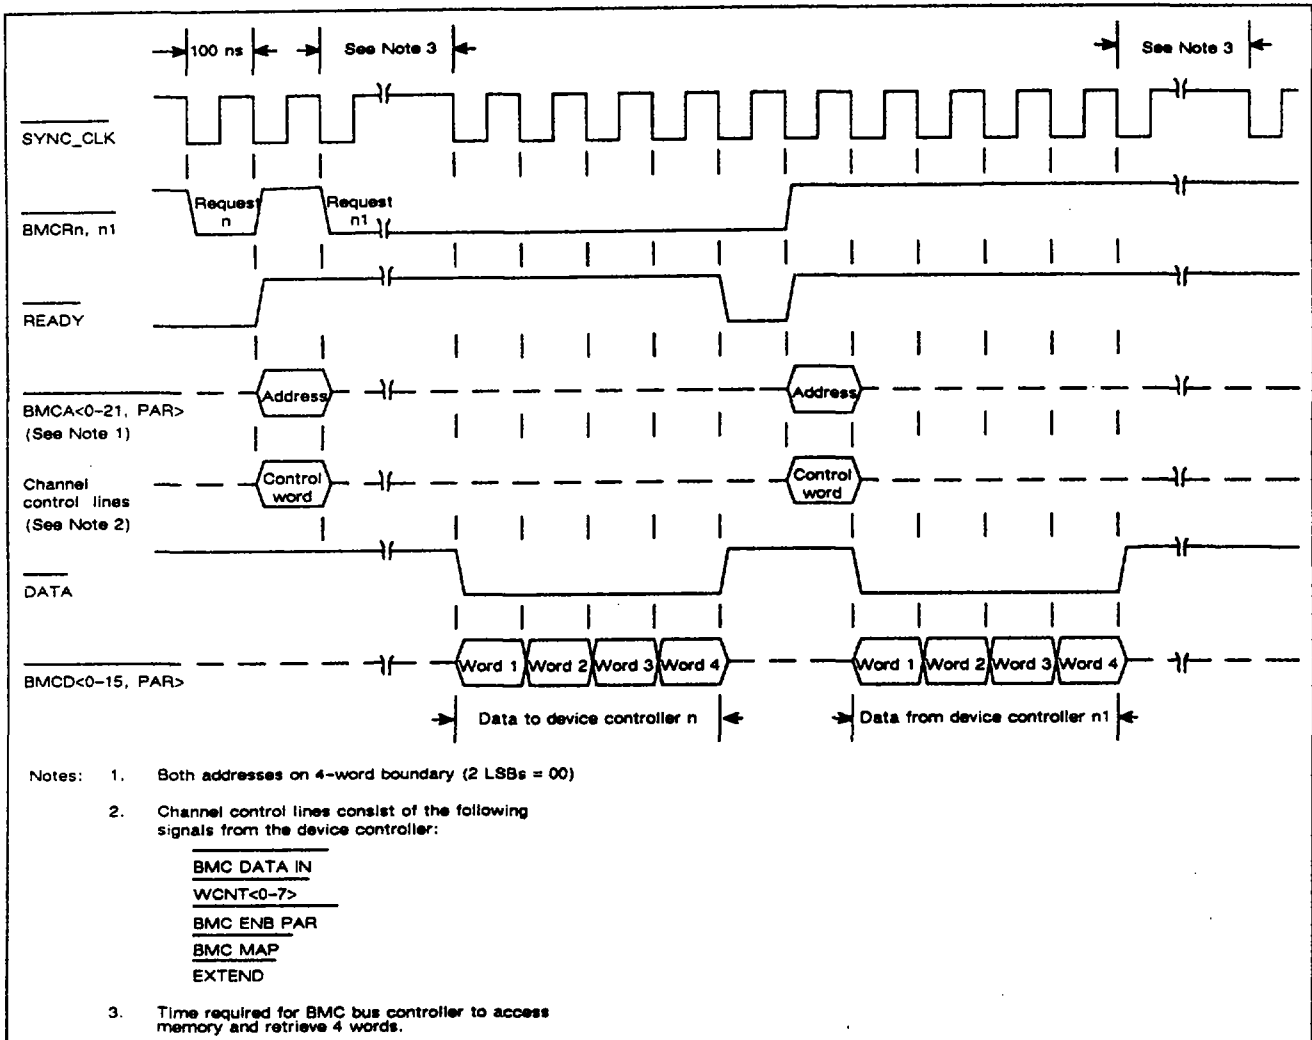 100 ns
See Note 3
See Note 3
SYNC_CLK
Request
n
Request
n1
BMCRn, n1
READY
Address
Address
BMCA<0-21, PAR>
(See Note 1)
Control
word
Control
word
Channel
control lines
(See Note 2)
DATA
Word 1 Word 2 Word 3 Word 4
Word 1 Word 2 Word 3 Word 4
BMCD<0-15, PAR>
Data to device controller n
Data from device controller n1
Notes: 1. Both addresses on 4-word boundary (2 LSBs = 00)
2. Channel control lines consist of the following
signals from the device controller:
BMC DATA IN
WCNT<0-7>
BMC ENB PAR
BMC MAP
EXTEND
3. Time required for BMC bus controller to access
memory and retrieve 4 words.